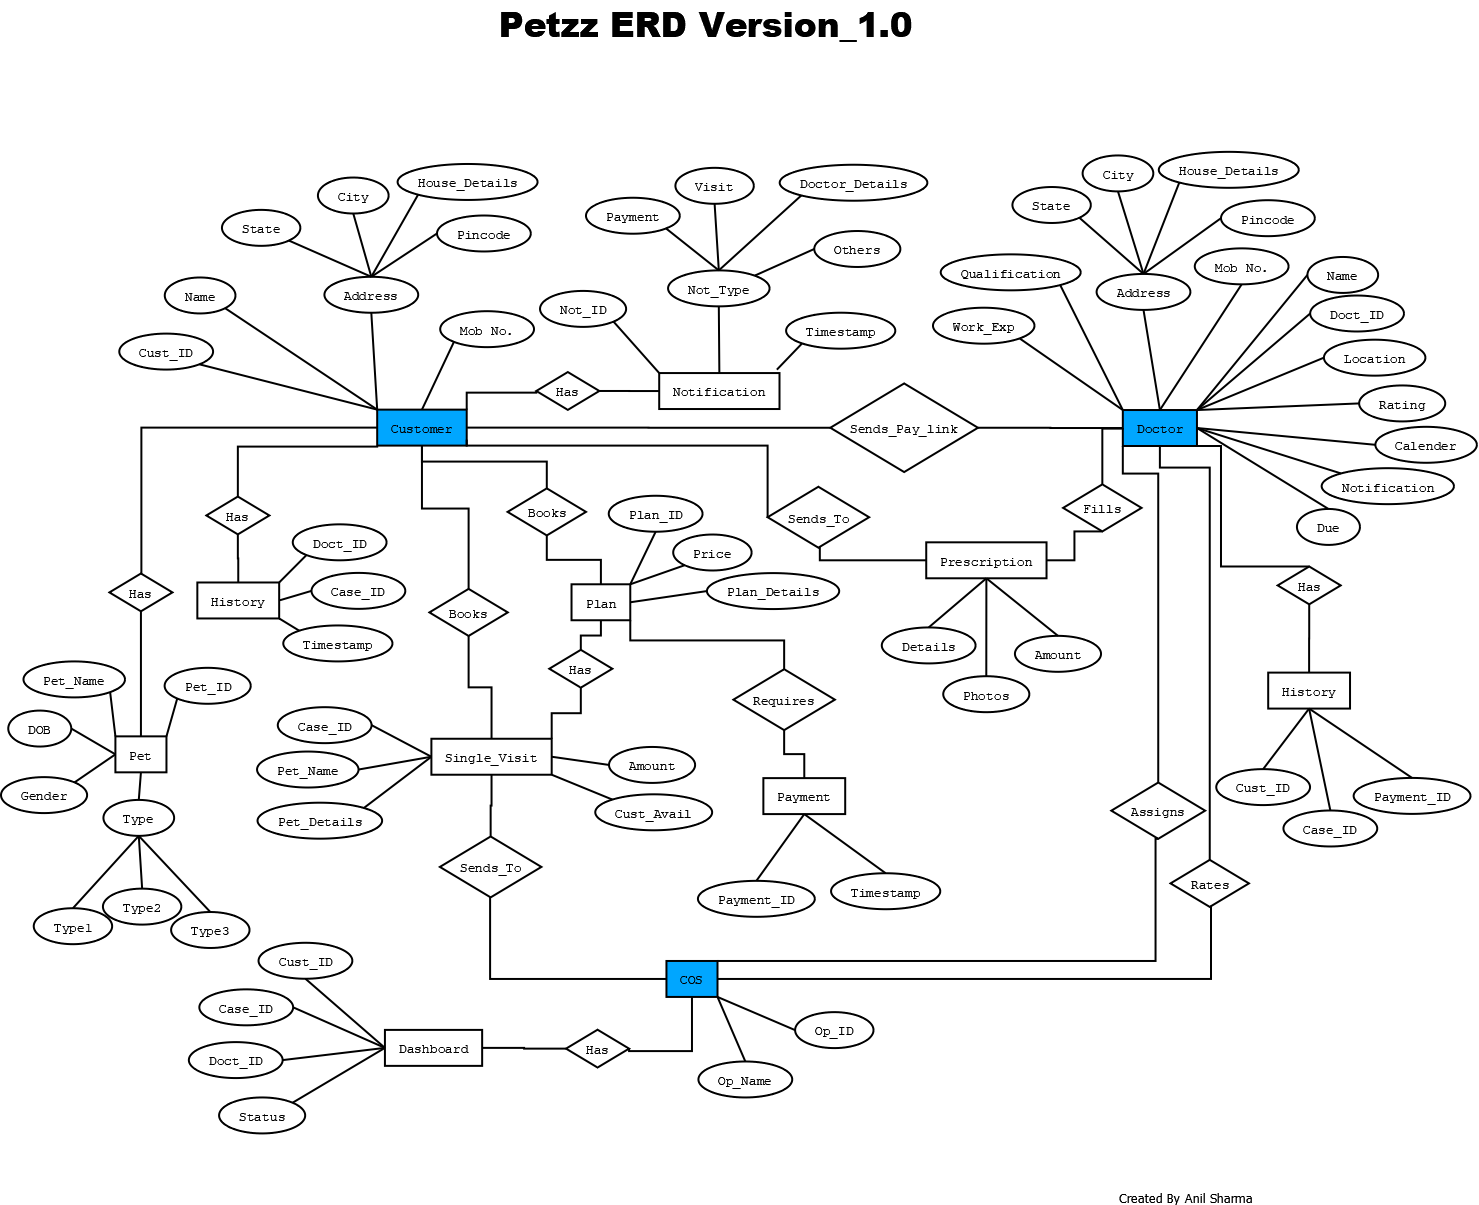 Petzz ERD Version_1.0
City
House_Details
State
Pincode
Name
Address
Cust_ID
Mob No.
Visit
Doctor_Details
Payment
Others
Not_Type
Not_ID
Timestamp
City
House_Details
State
Pincode
Qualification
Address
Mob No.
Name
Work_Exp
Doct_ID
Location
Rating
Calender
Notification
Due
Has
Notification
Customer
Sends_Pay_link
Doctor
Has
Books
Plan_ID
Sends_To
Fills
Doct_ID
Price
Prescription
Has
History
Case_ID
Books
Plan
Plan_Details
Has
Timestamp
Has
Details
Amount
Photos
Pet_Name
Pet_ID
Requires
History
DOB
Pet
Case_ID
Gender
Pet_Name
Single_Visit
Amount
Type
Pet_Details
Cust_Avail
Payment
Cust_ID
Payment_ID
Assigns
Case_ID
Sends_To
Payment_ID
Timestamp
Rates
Type1
Type2
Type3
Cust_ID
COS
Case_ID
Doct_ID
Dashboard
Has
Op_ID
Status
Op_Name
Created By Anil Sharma